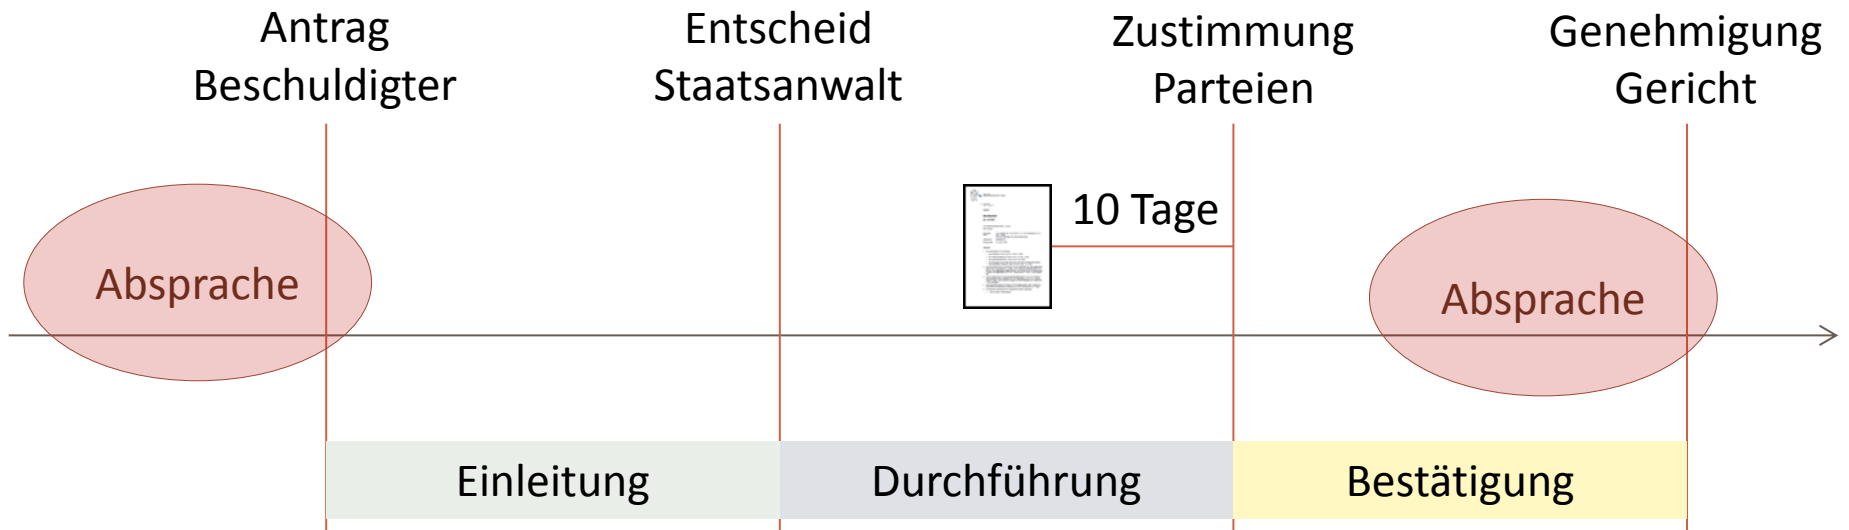 Antrag
Beschuldigter
Entscheid
Staatsanwalt
Zustimmung
Parteien
Genehmigung
Gericht
10 Tage
Absprache
Absprache
Einleitung
Durchführung
Bestätigung